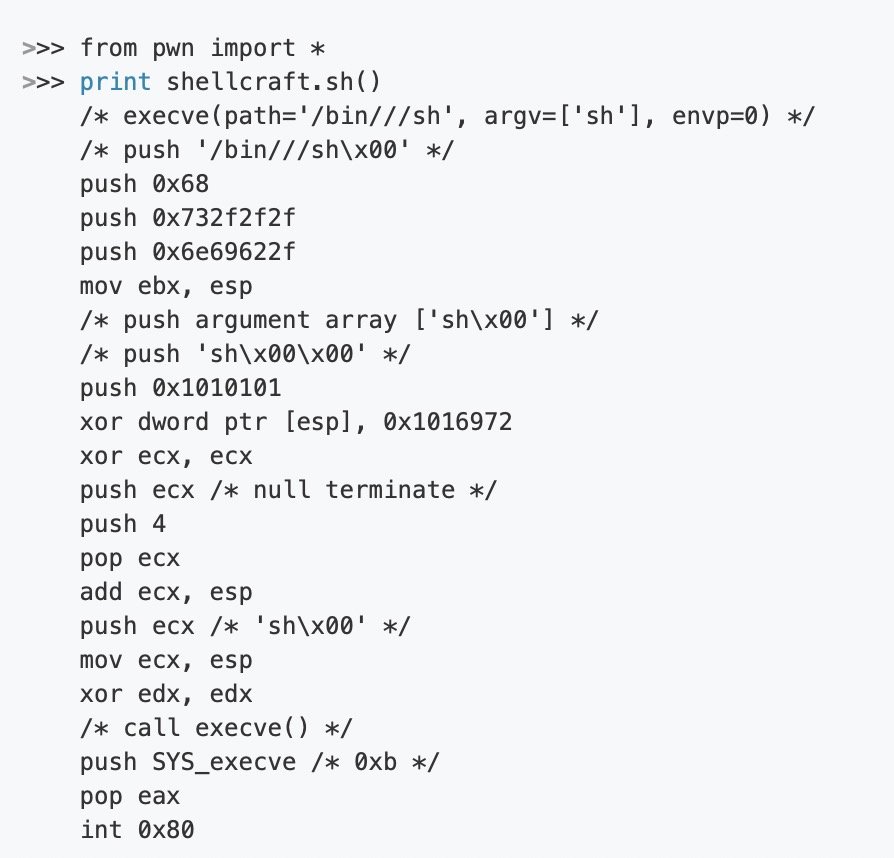 >>> from pwn import *
>>> print shellcraft.sh()
    /* execve(path='/bin///sh', argv=['sh'], envp=0) */
    /* push '/bin///sh\x00' */
    push 0x68
    push 0x732f2f2f
    push 0x6e69622f
    mov ebx, esp
    /* push argument array ['sh\x00'] */
    /* push 'sh\x00\x00' */
    push 0x1010101
    xor dword ptr [esp], 0x1016972
    xor ecx, ecx
    push ecx /* null terminate */
    push 4
    pop ecx
    add ecx, esp
    push ecx /* 'sh\x00' */
    mov ecx, esp
    xor edx, edx
    /* call execve() */
    push SYS_execve /* 0xb */
    pop eax
    int 0x80